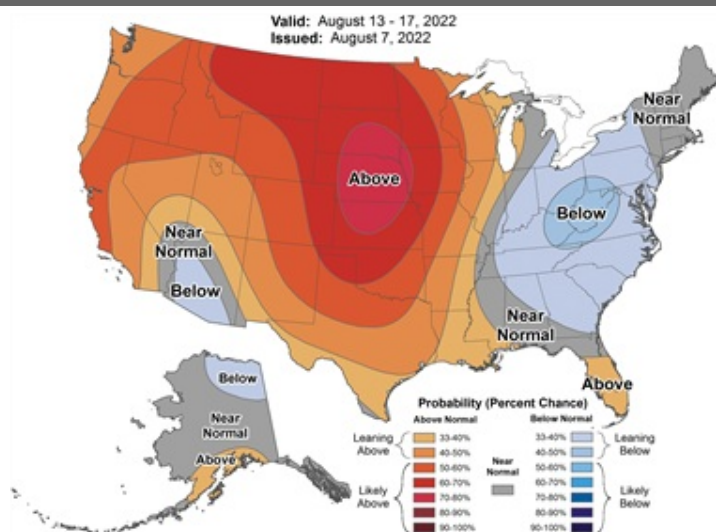 Valid: August 13 - 17, 2022
Issued: August 7, 2022
Near
Normal
Above
Below
Near
Normal
Below
Near
Normal
Above
Below
Near
Normal
Above
Probability (Percent Chance)
Above Normal
Below Normal
Leaning
Above
33-40%
40-50%
50-60%
60-70%
70-80%
80-90%
90-100%
Likely
Above
Near
Normal
33-40%
40-50%
50-60%
60-70%
70-80%
80-90%
90-100%
Leaning
Below
Likely
Below